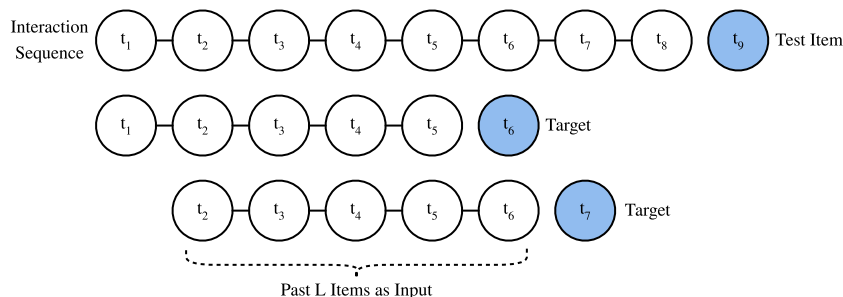 Interaction
Sequence
t1 t2 t3 t4 t5 t6 t7 t8 t9 Test Item
t1 t2 t3 t4 t5 t6 Target
t2 t3 t4 t5 t6 t7 Target
Past L Items as Input